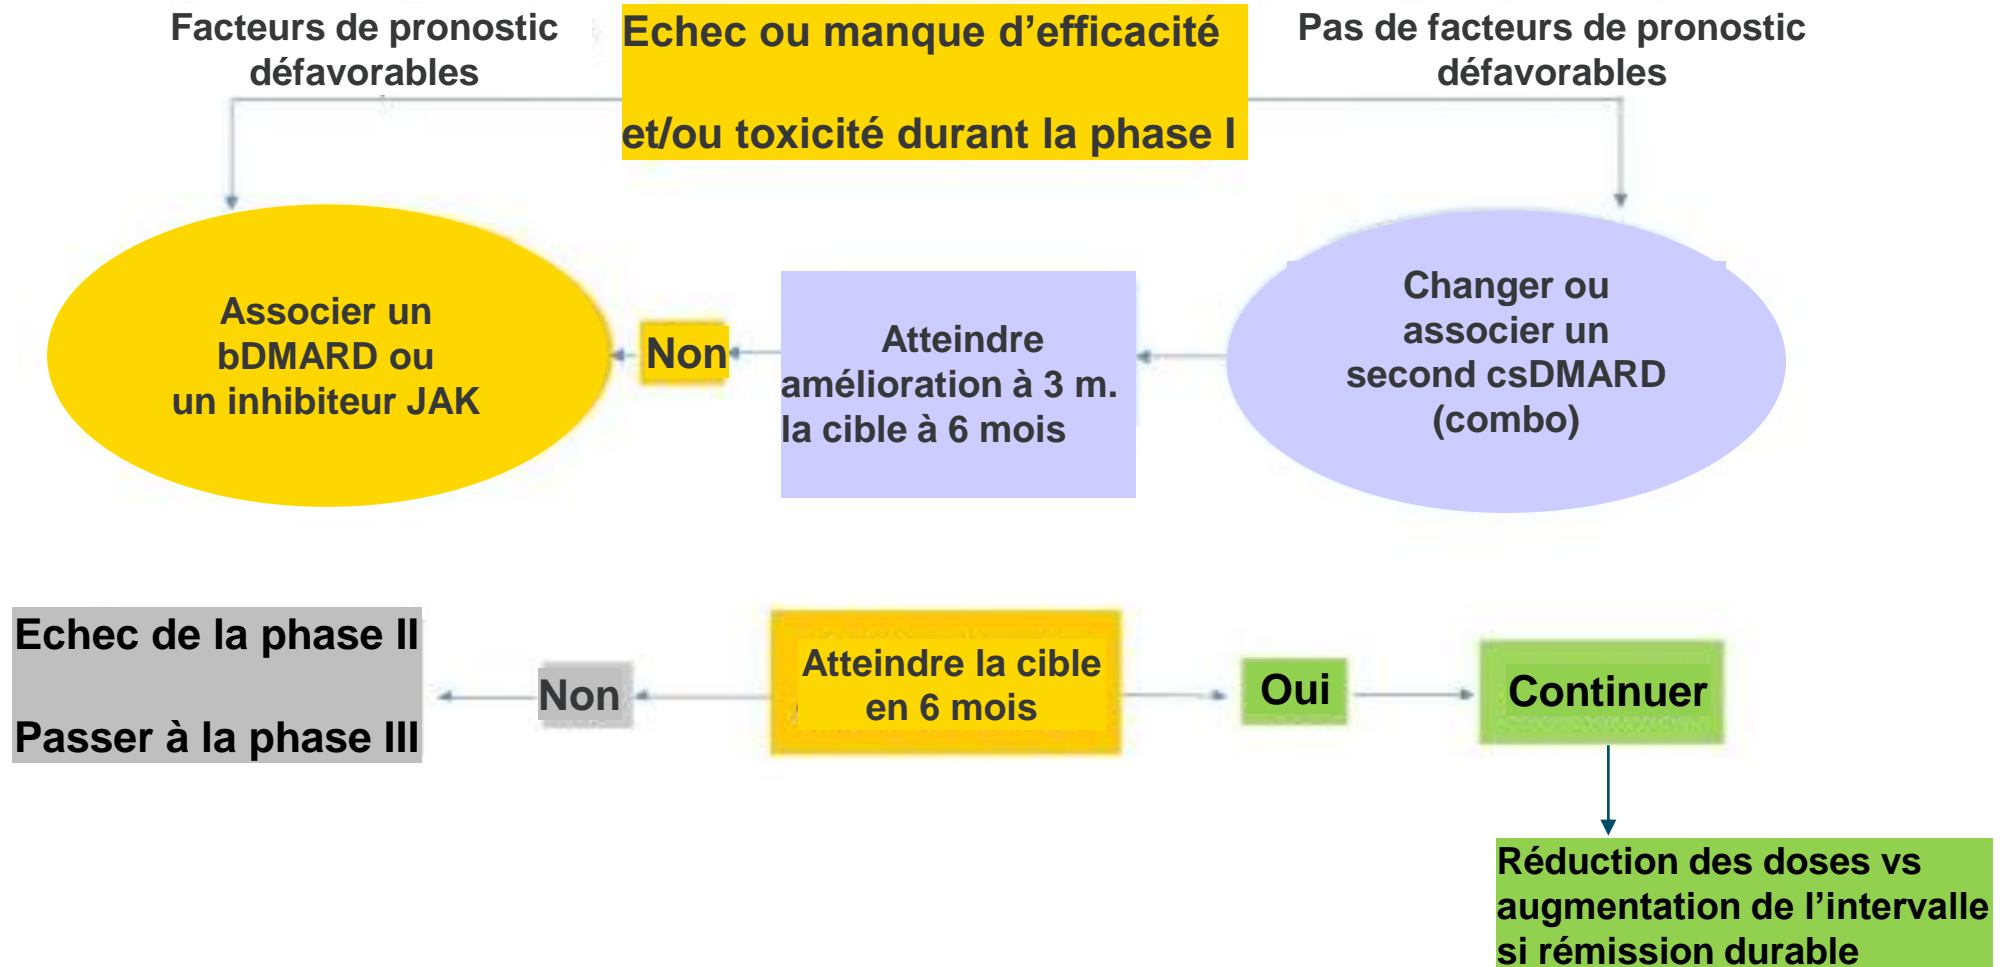 Facteurs de pronostic
défavorables
Echec ou manque d’efficacité
et/ou toxicité durant la phase I
Pas de facteurs de pronostic
défavorables
Associer un
bDMARD ou
un inhibiteur JAK
Non
Atteindre
amélioration à 3 m.
la cible à 6 mois
Changer ou
associer un
second csDMARD
(combo)
Echec de la phase II
Passer à la phase III
Non
Atteindre la cible
en 6 mois
Oui
Continuer
Réduction des doses vs
augmentation de l’intervalle
si rémission durable